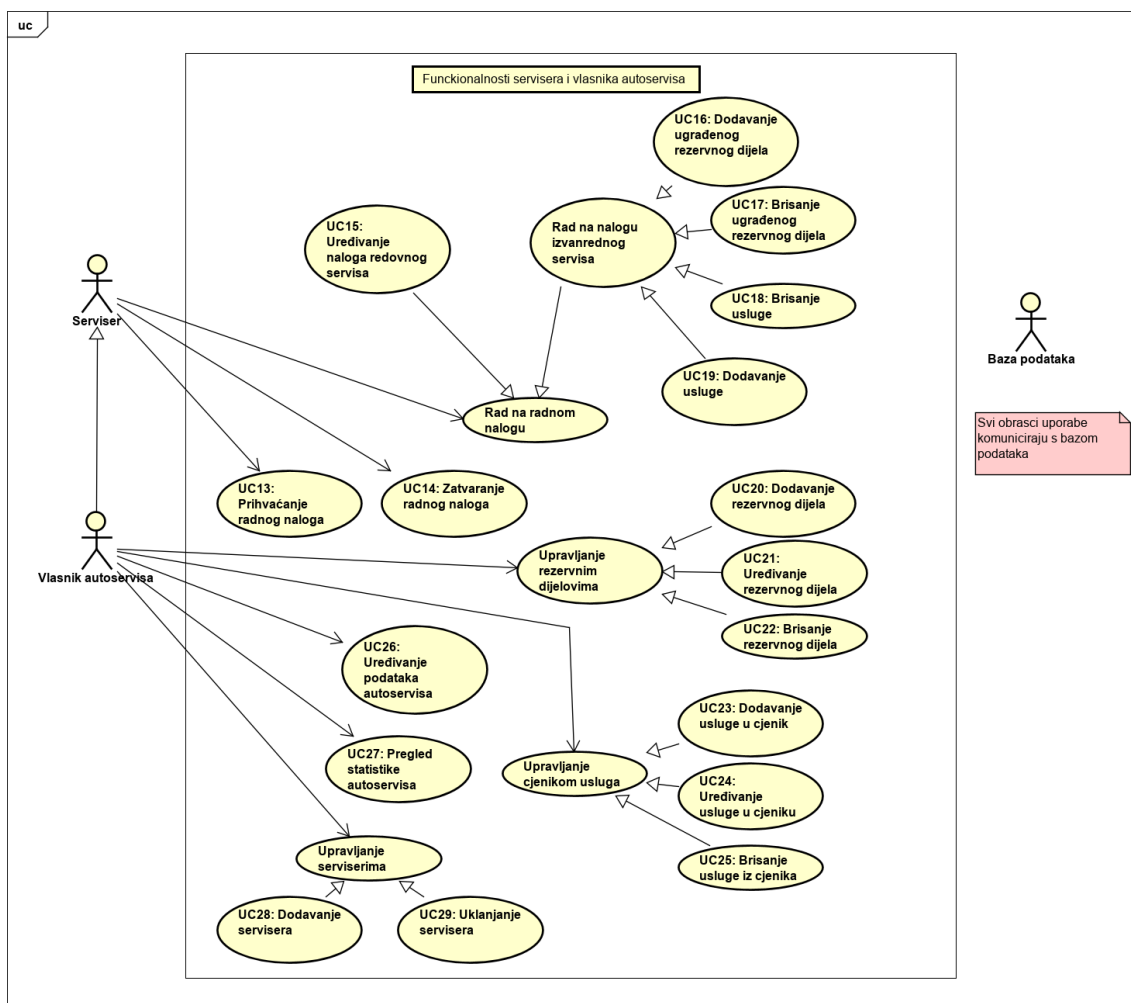 uc
Funckionalnosti servisera i vlasnika autoservisa
UC16: Dodavanje
ugrađenog
rezervnog dijela
UC15:
Uređivanje
naloga redovnog
servisa
Rad na nalogu
izvanrednog
servisa
UC17: Brisanje
ugrađenog
rezervnog dijela
UC18: Brisanje
usluge
Serviser
Baza podataka
UC19: Dodavanje
usluge
Rad na radnom
nalogu
Svi obrasci uporabe
komuniciraju s bazom
podataka
UC13:
Prihvaćanje
radnog naloga
UC14: Zatvaranje
radnog naloga
UC20: Dodavanje
rezervnog dijela
Vlasnik autoservisa
Upravljanje
rezervnim
dijelovima
UC21:
Uređivanje
rezervnog dijela
UC22: Brisanje
rezervnog dijela
UC26:
Uređivanje
podataka
autoservisa
UC23: Dodavanje
usluge u cjenik
UC27: Pregled
statistike
autoservisa
Upravljanje
cjenikom usluga
UC24:
Uređivanje
usluge u cjeniku
Upravljanje
serviserima
UC25: Brisanje
usluge iz cjenika
UC28: Dodavanje
servisera
UC29: Uklanjanje
servisera